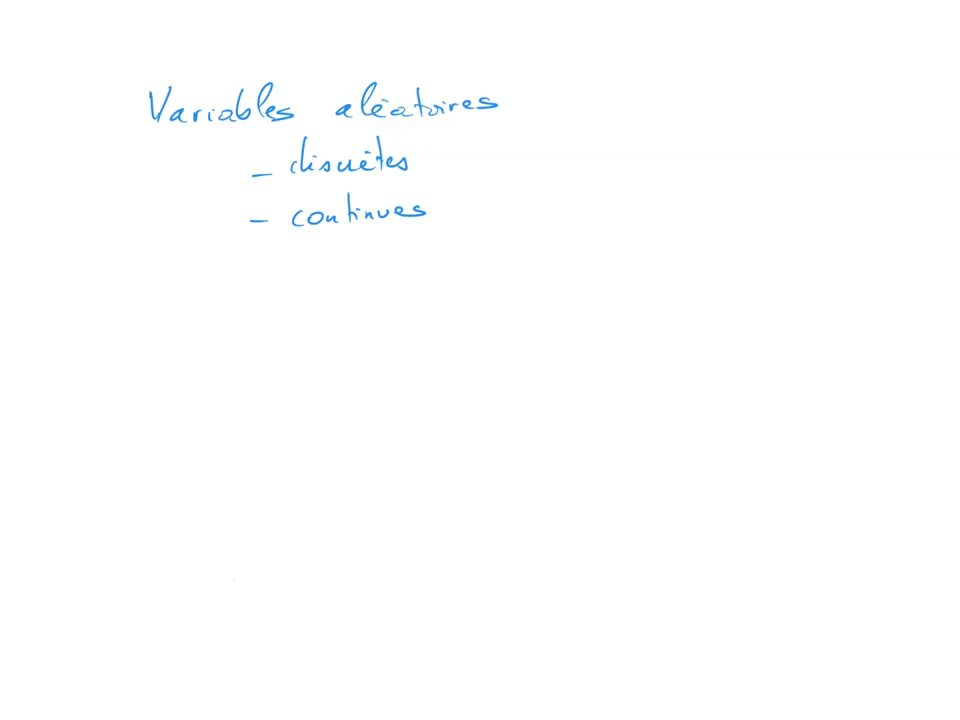 Variables aléatoires
- discrètes
- continues